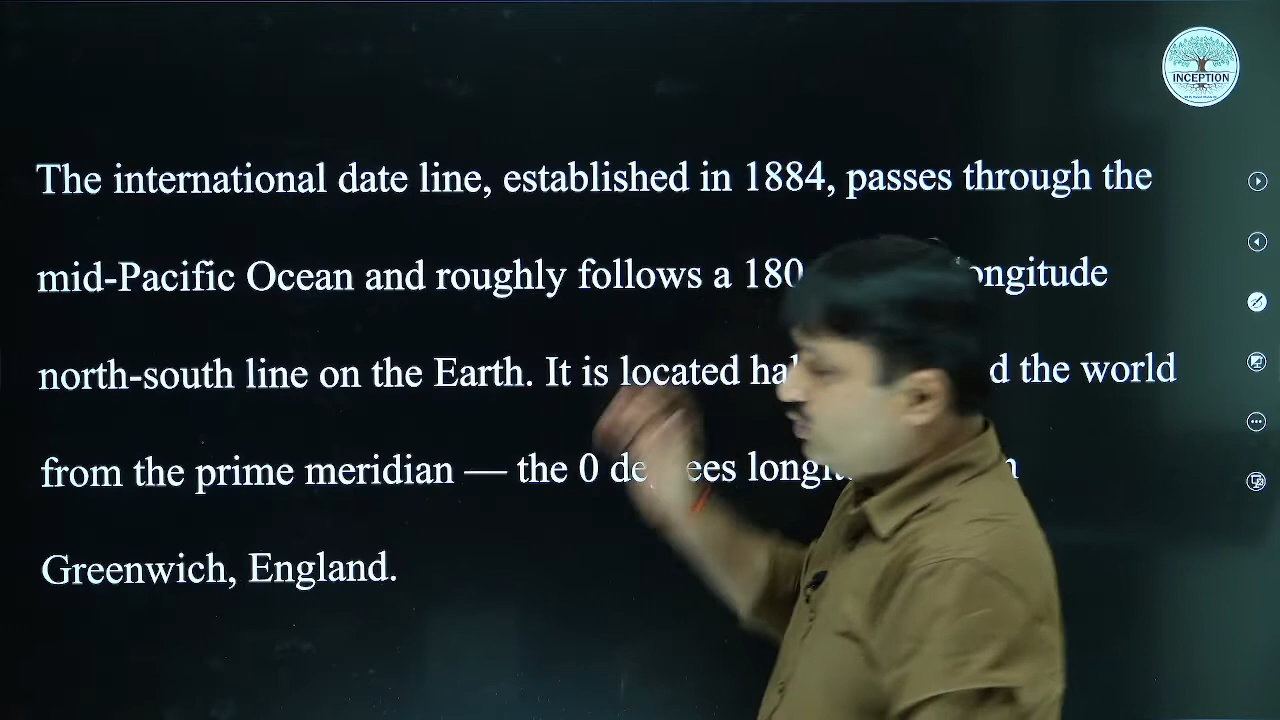 INCEPTION
The international date line, established in 1884, passes through the
mid-Pacific Ocean and roughly follows a 180
north-south line on the Earth. It is located the world
from the prime meridian — the 0
Greenwich, England.